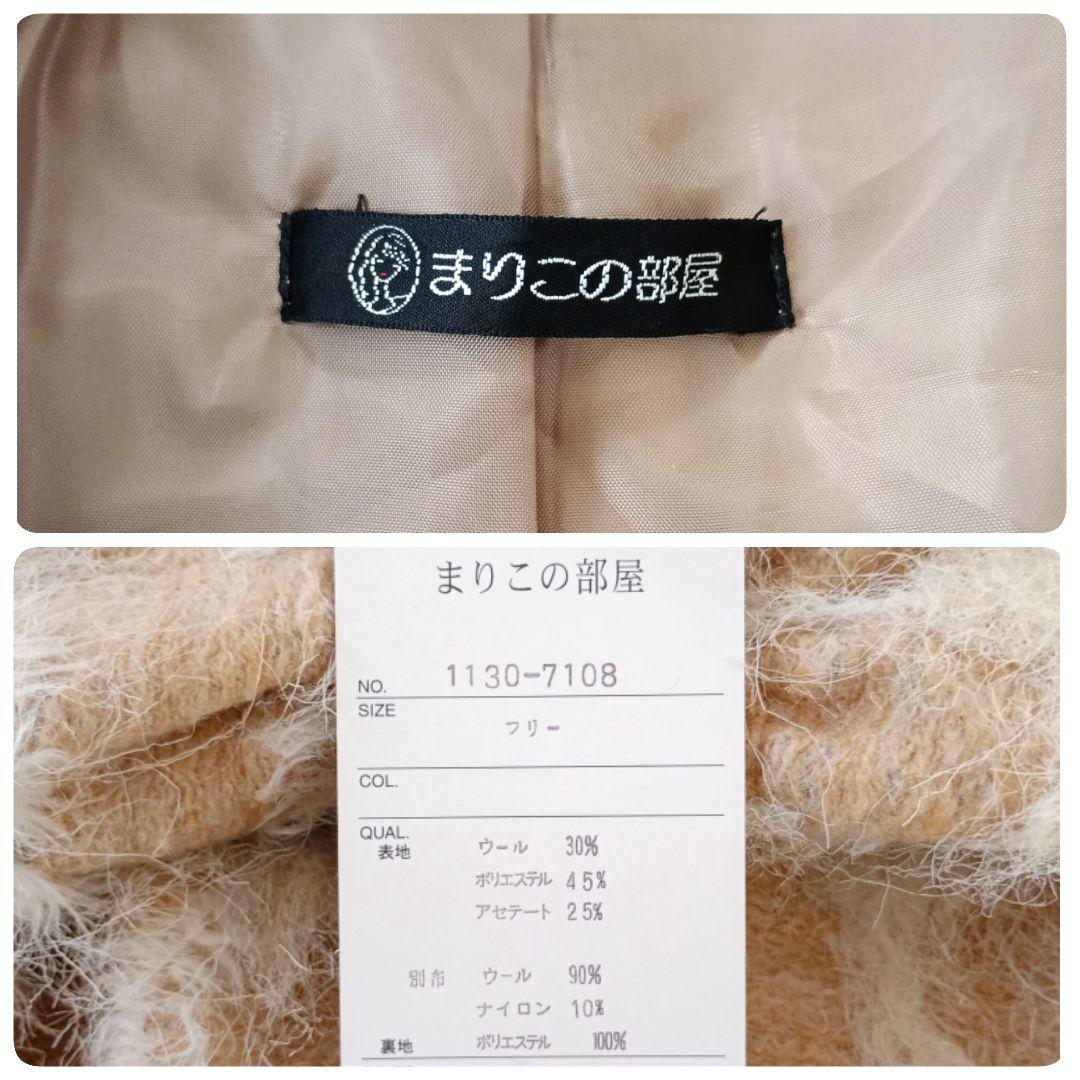 まりこの部屋
まりこの部屋
NO. 1130-7108
SIZE
フリー
COL.
QUAL.
表地 ウール 30%
ポリエステル 45%
アセテート 25%
別布 ウール 90%
ナイロン 10%
裏地 ポリエステル 100%